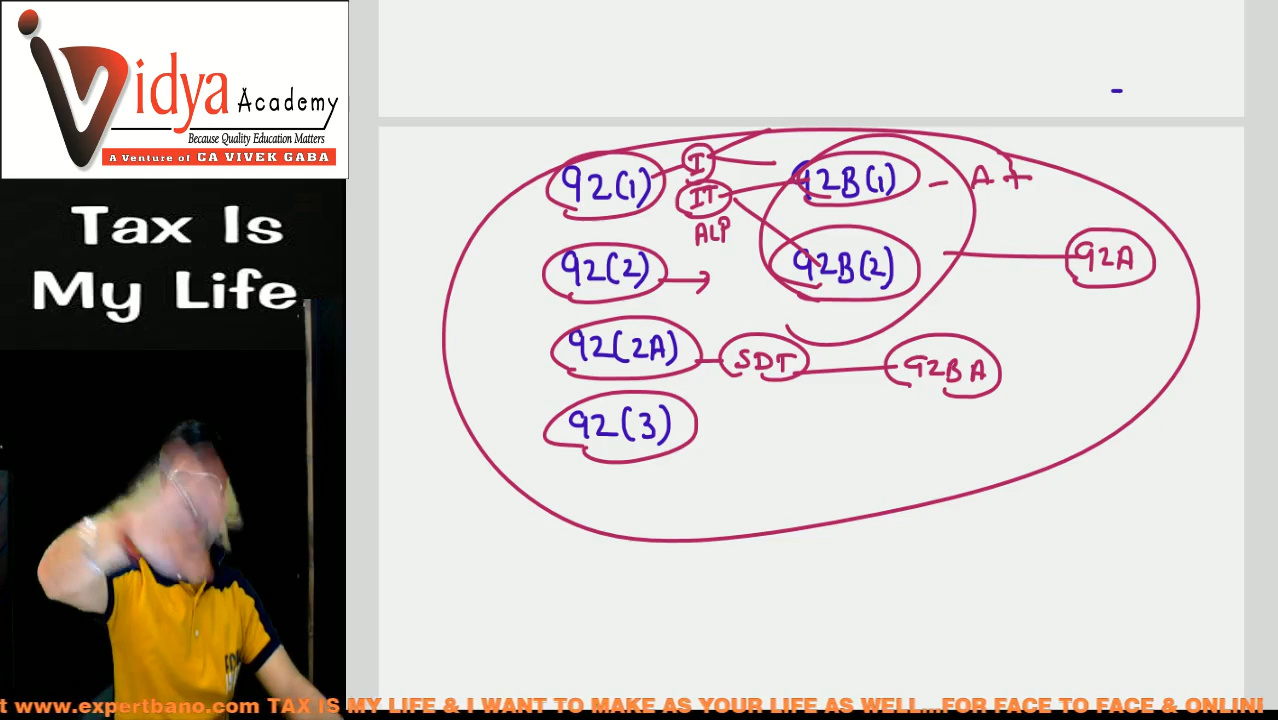 Vidya Academy
Because Quality Education Matters
A Venture of CA VIVEK GABA
Tax Is
My Life
92(1) I 92B(1) - A +
IT
ALP
92(2) 92B(2) 92A
92(2A) SDT 92BA
92(3)
t www.expertbano.com TAX IS MY LIFE & I WANT TO MAKE AS YOUR LIFE AS WELL...FOR FACE TO FACE & ONLINI